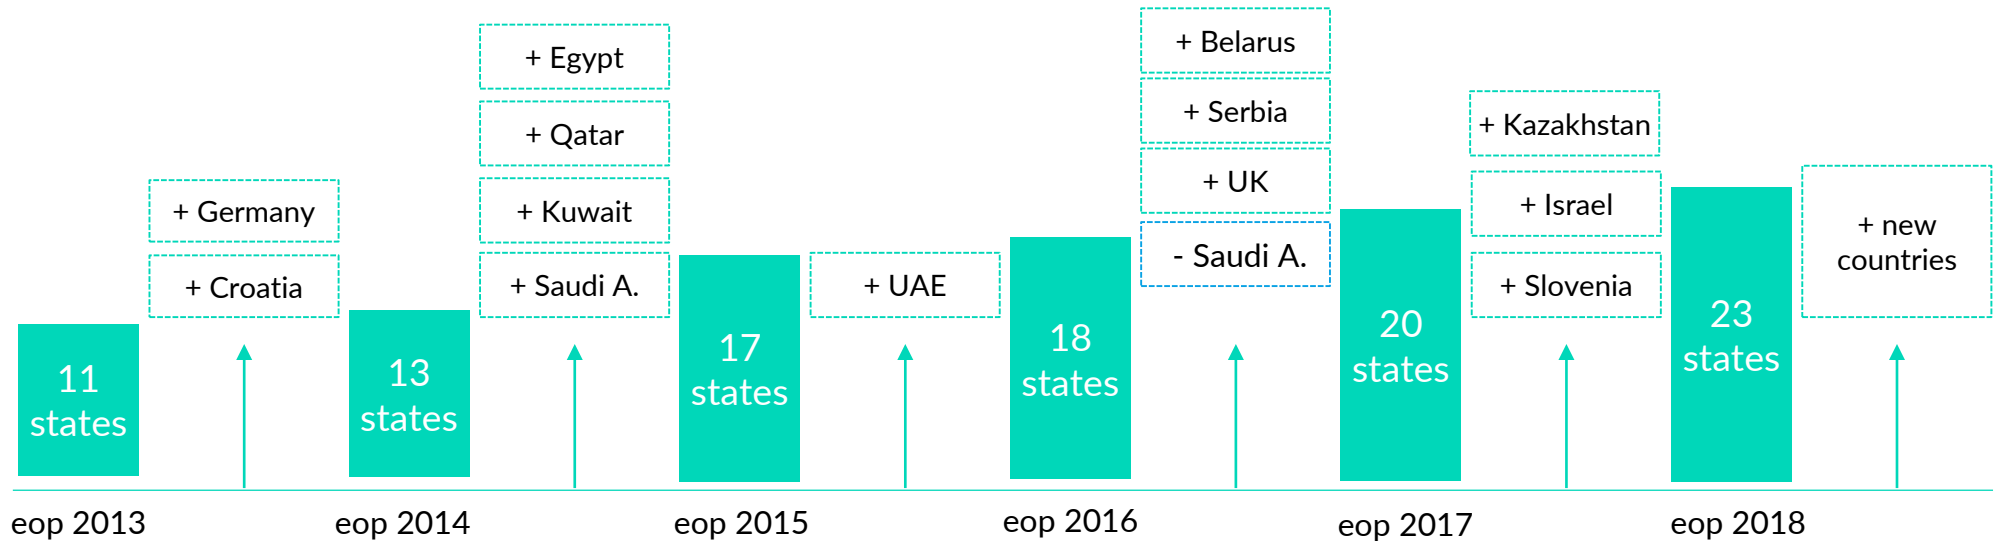 11
states
+ Germany
+ Croatia
13
states
+ Egypt
+ Qatar
+ Kuwait
+ Saudi A.
17
states
+ UAE
18
states
+ Belarus
+ Serbia
+ UK
- Saudi A.
20
states
+ Kazakhstan
+ Israel
+ Slovenia
23
states
+ new
countries
eop 2013
eop 2014
eop 2015
eop 2016
eop 2017
eop 2018